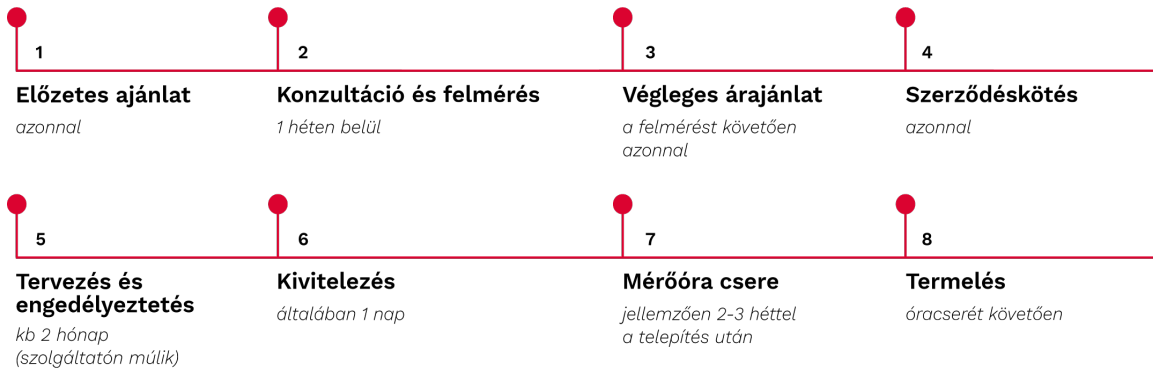 1
Előzetes ajánlat
azonnal
2
Konzultáció és felmérés
1 héten belül
3
Végleges árajánlat
a felmérést követően
azonnal
4
Szerződéskötés
azonnal
5
Tervezés és
engedélyeztetés
kb 2 hónap
(szolgáltatón múlik)
6
Kivitelezés
általában 1 nap
7
Mérőóra csere
jellemzően 2-3 héttel
a telepítés után
8
Termelés
óracserét követően